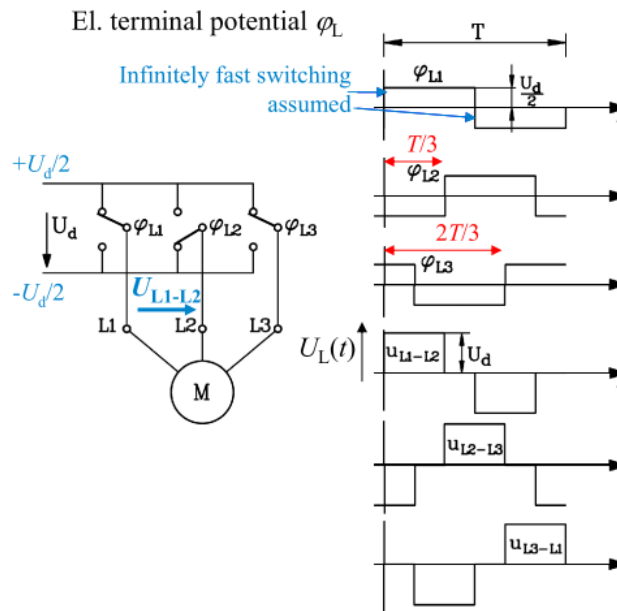 El. terminal potential φL
T
Infinitely fast switching
assumed
φL1
Ud/2
T/3
φL2
+Ud/2
Ud
φL1
φL2
φL3
2T/3
φL3
-Ud/2
UL1-L2
L1
L2
L3
M
UL(t)
uL1-L2
Ud
uL2-L3
uL3-L1